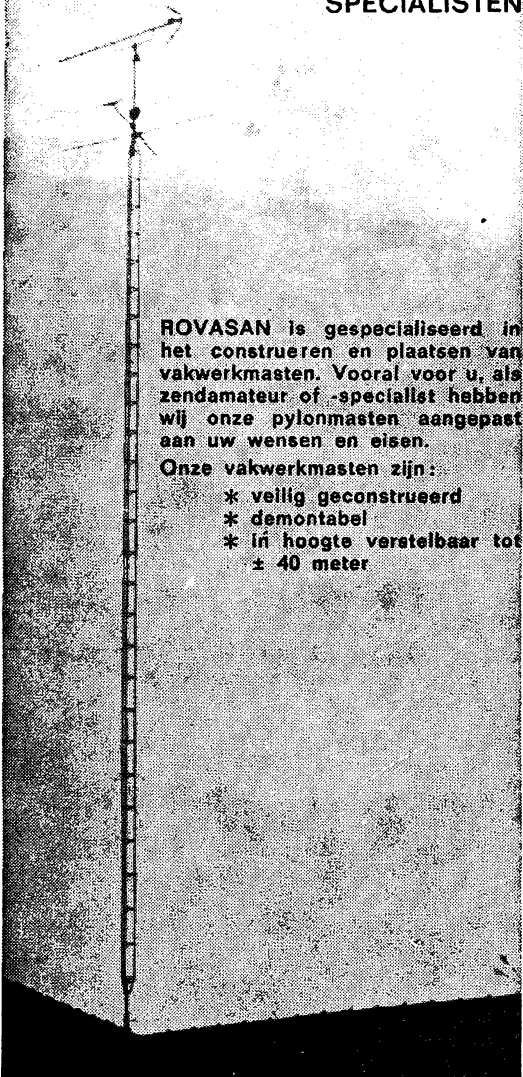 SPECIALISTEN
ROVASAN is gespecialiseerd in
het construeren en plaatsen van
vakwerkmasten. Vooral voor u, als
zendamateur of -specialist hebben
wij onze pylonmasten aangepast
aan uw wensen en eisen.
Onze vakwerkmasten zijn:
* veilig geconstrueerd
* demontabel
* in hoogte verstelbaar tot
± 40 meter